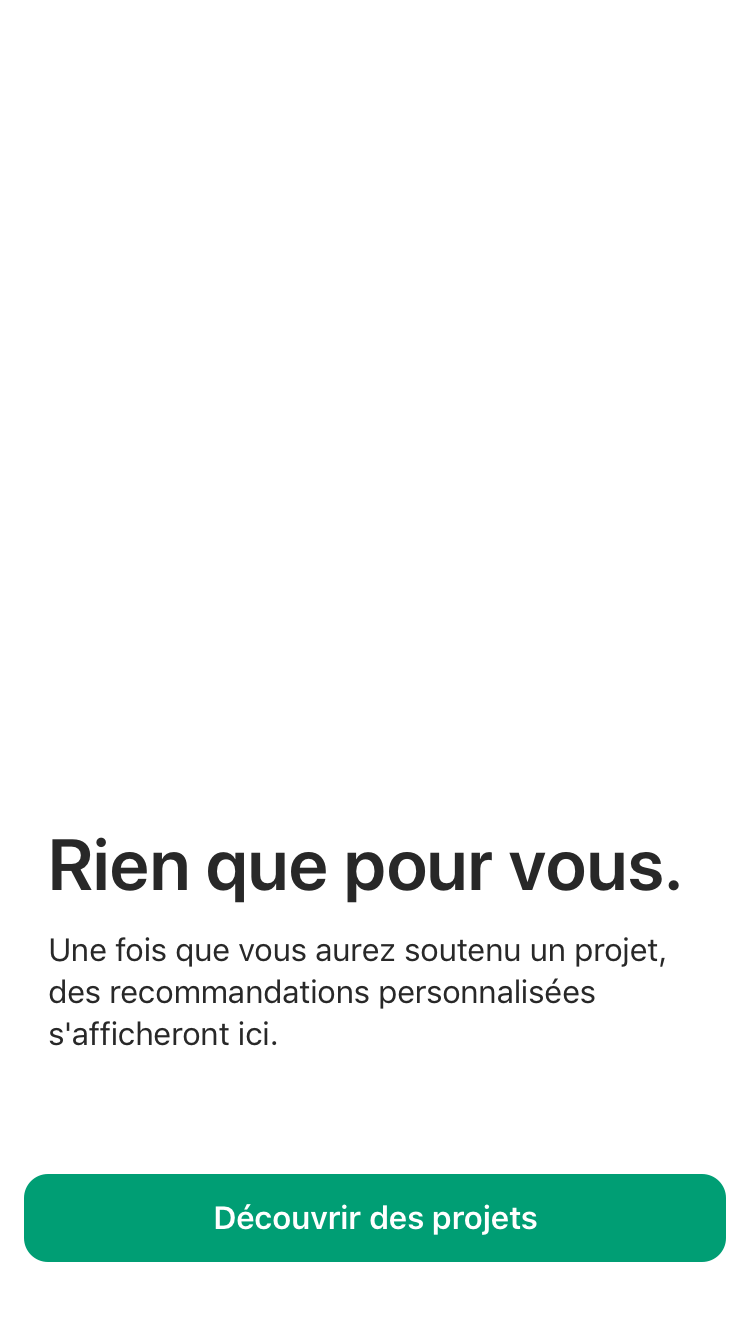 Rien que pour vous.
Une fois que vous aurez soutenu un projet,
des recommandations personnalisées
s'afficheront ici.
Découvrir des projets